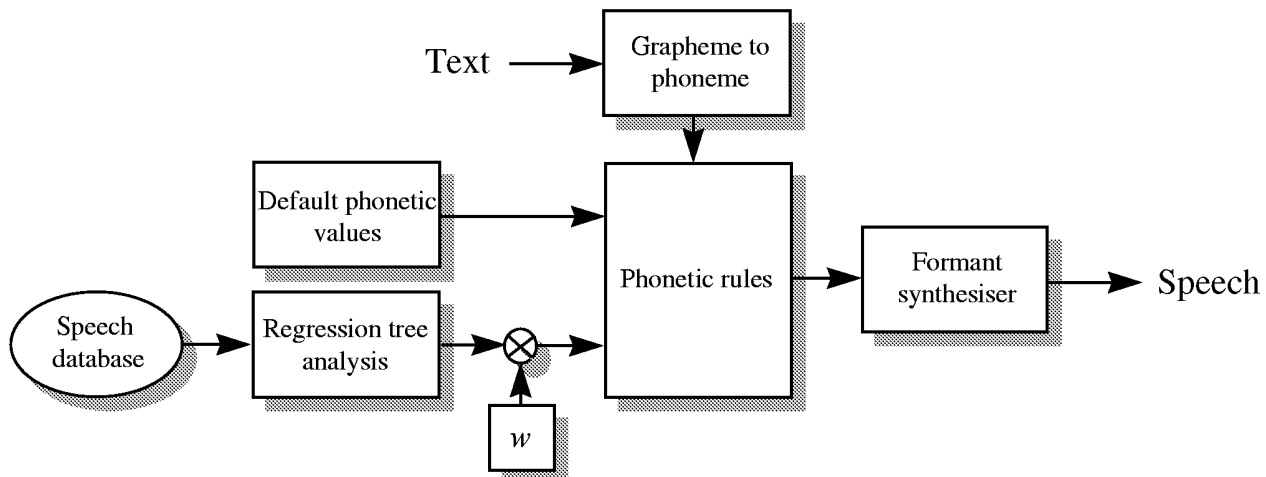 Text
Grapheme to
phoneme
Default phonetic
values
Phonetic rules
Formant
synthesiser
Speech
Speech
database
Regression tree
analysis
w